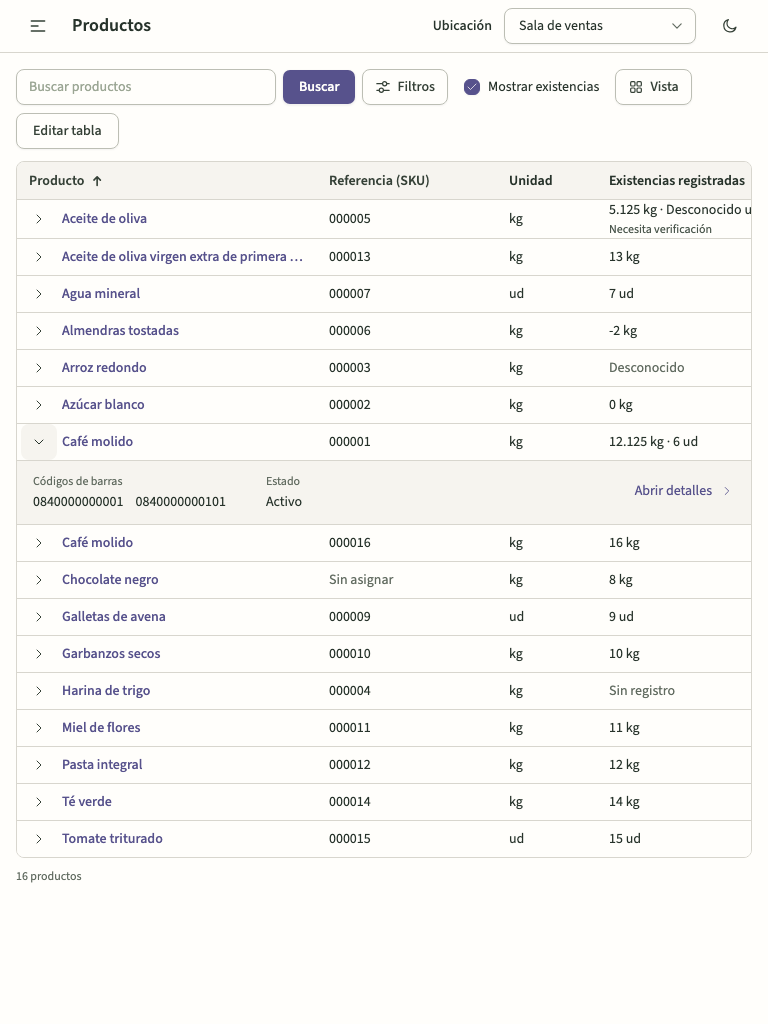 Productos
Ubicación
Sala de ventas
Buscar productos
Buscar
Filtros
Mostrar existencias
Vista
Editar tabla
Producto Referencia (SKU) Unidad Existencias registradas
Aceite de oliva 000005 kg 5.125 kg · Desconocido u
Necesita verificación
Aceite de oliva virgen extra de primera … 000013 kg 13 kg
Agua mineral 000007 ud 7 ud
Almendras tostadas 000006 kg -2 kg
Arroz redondo 000003 kg Desconocido
Azúcar blanco 000002 kg 0 kg
Café molido 000001 kg 12.125 kg · 6 ud
Códigos de barras Estado
0840000000001 0840000000101 Activo
Abrir detalles
Café molido 000016 kg 16 kg
Chocolate negro Sin asignar kg 8 kg
Galletas de avena 000009 ud 9 ud
Garbanzos secos 000010 kg 10 kg
Harina de trigo 000004 kg Sin registro
Miel de flores 000011 kg 11 kg
Pasta integral 000012 kg 12 kg
Té verde 000014 kg 14 kg
Tomate triturado 000015 ud 15 ud
16 productos